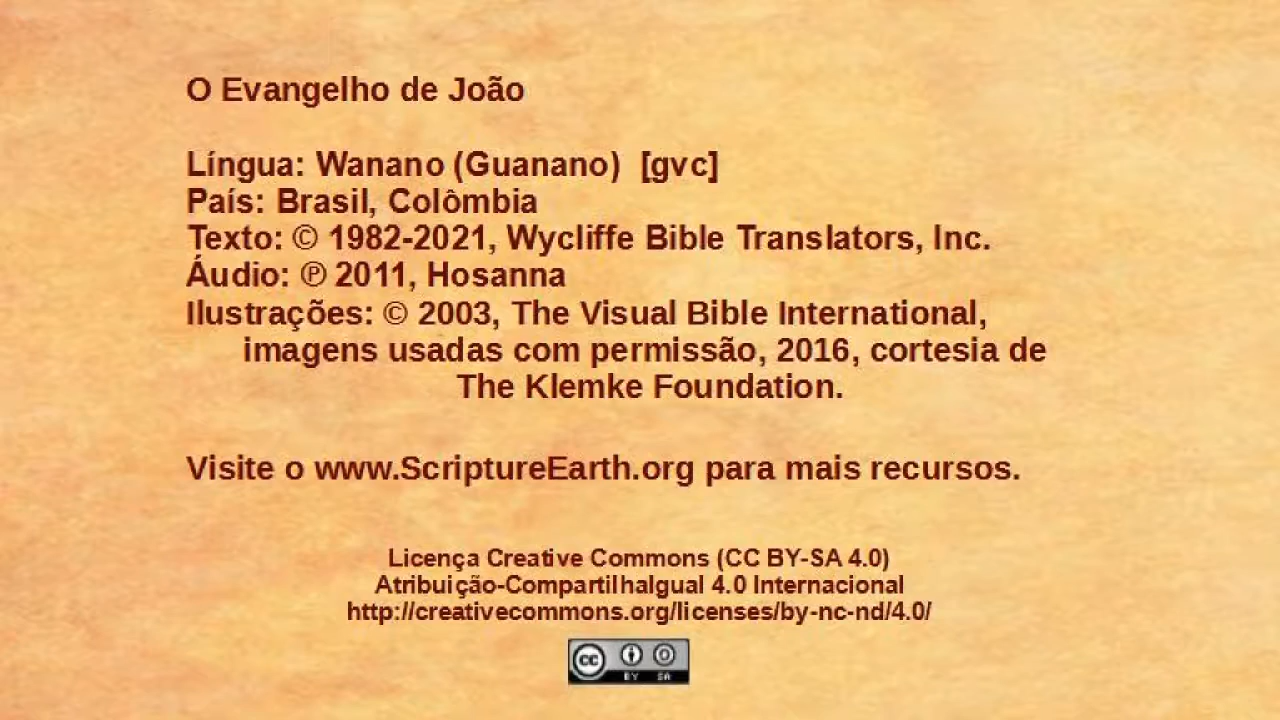 O Evangelho de João
Língua: Wanano (Guanano) [gvc]
País: Brasil, Colômbia
Texto: © 1982-2021, Wycliffe Bible Translators, Inc.
Áudio: ℗ 2011, Hosanna
Ilustrações: © 2003, The Visual Bible International,
imagens usadas com permissão, 2016, cortesia de
The Klemke Foundation.
Visite o www.ScriptureEarth.org para mais recursos.
Licença Creative Commons (CC BY-SA 4.0)
Atribuição-CompartilhaIgual 4.0 Internacional
http://creativecommons.org/licenses/by-nc-nd/4.0/
cc BY SA